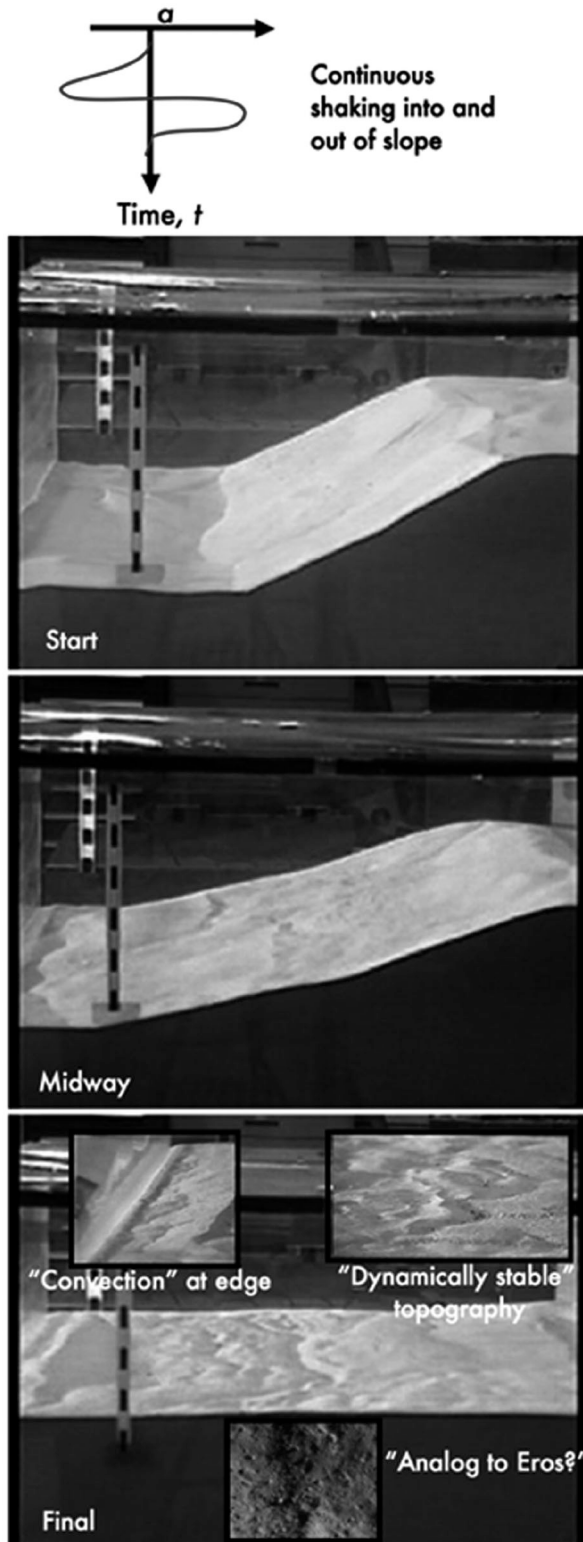 a
Continuous
shaking into and
out of slope
Time, t
Start
Midway
"Convection" at edge
"Dynamically stable"
topography
"Analog to Eros?"
Final